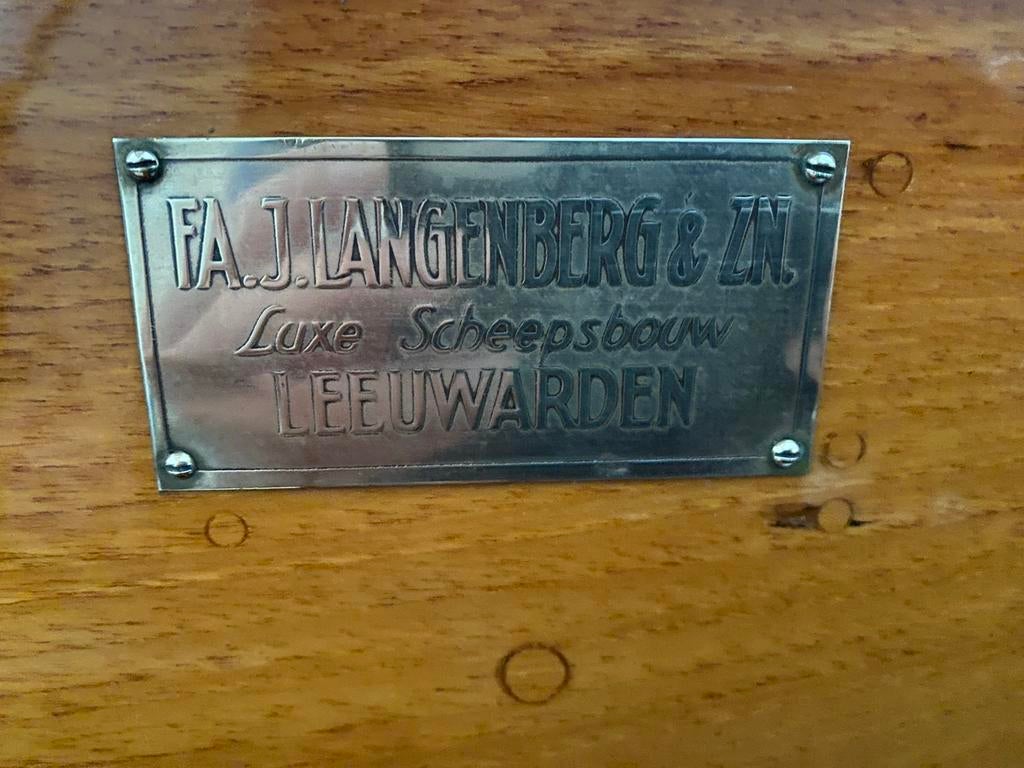 FA. J. LANGENBERG & ZN.
Luxe Scheepsbouw
LEEUWARDEN